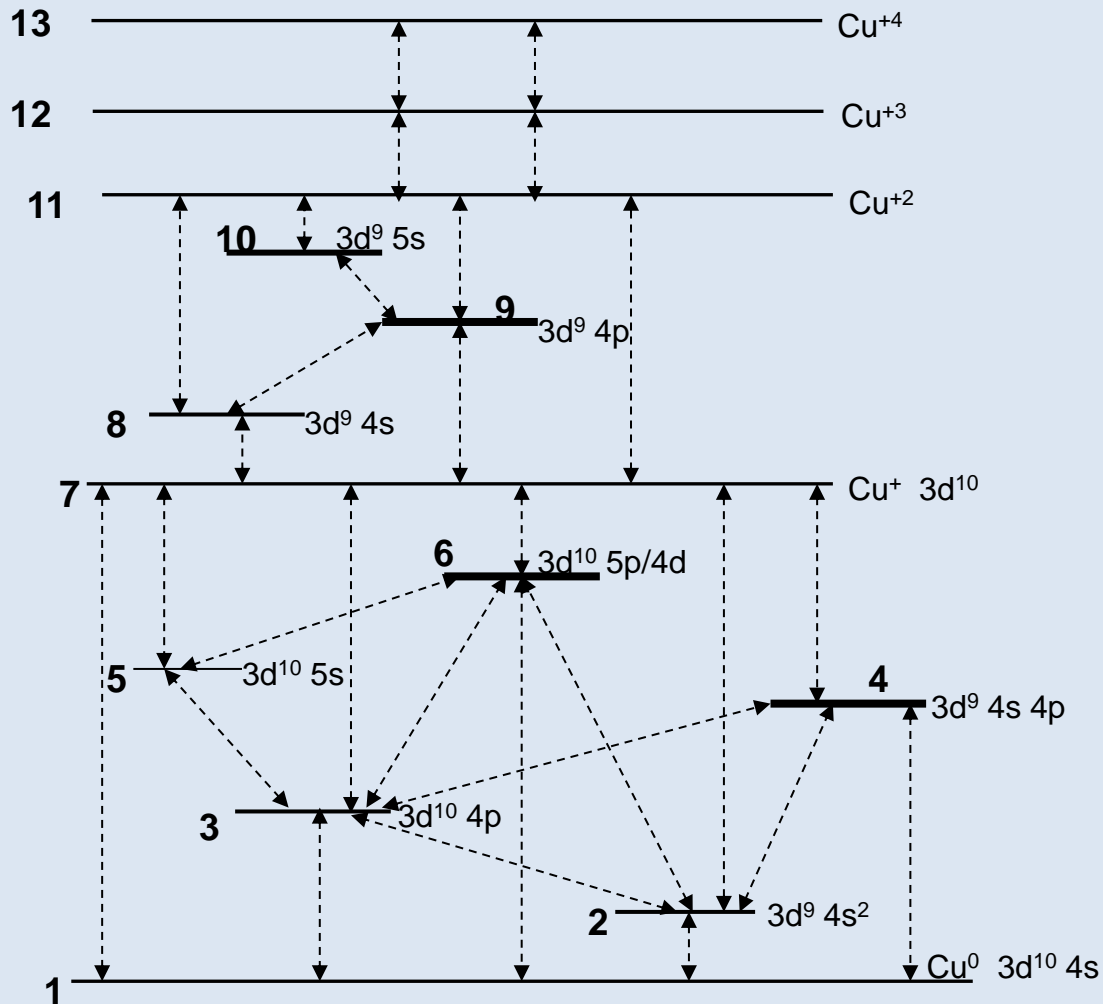 13 Cu⁺⁴
12 Cu⁺³
11 Cu⁺²
10 3d⁹ 5s
9 3d⁹ 4p
8 3d⁹ 4s
7 Cu⁺ 3d¹⁰
6 3d¹⁰ 5p/4d
5 3d¹⁰ 5s
4 3d⁹ 4s 4p
3 3d¹⁰ 4p
2 3d⁹ 4s²
1 Cu⁰ 3d¹⁰ 4s